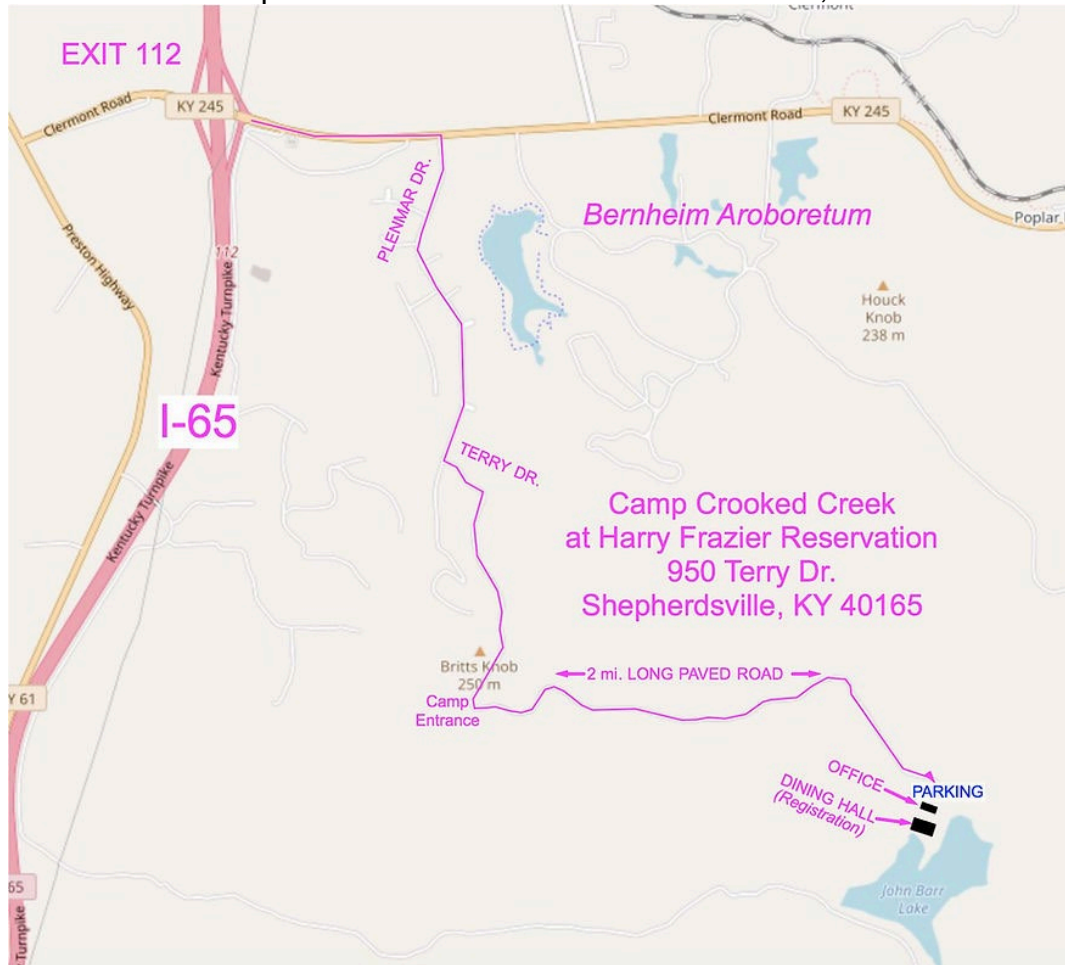 Clermont
EXIT 112
KY 245
Clermont Road
Clermont Road
KY 245
PLENMAR DR.
Bernheim Aroboretum
Poplar
Preston Highway
112
Kentucky Turnpike
Houck
Knob
238 m
I-65
TERRY DR.
Kentucky Turnpike
Camp Crooked Creek
at Harry Frazier Reservation
950 Terry Dr.
Shepherdsville, KY 40165
Britts Knob
250 m
2 mi. LONG PAVED ROAD
Y 61
Camp
Entrance
OFFICE
PARKING
DINING HALL
(Registration)
65
John Barr
Lake
Turnpike